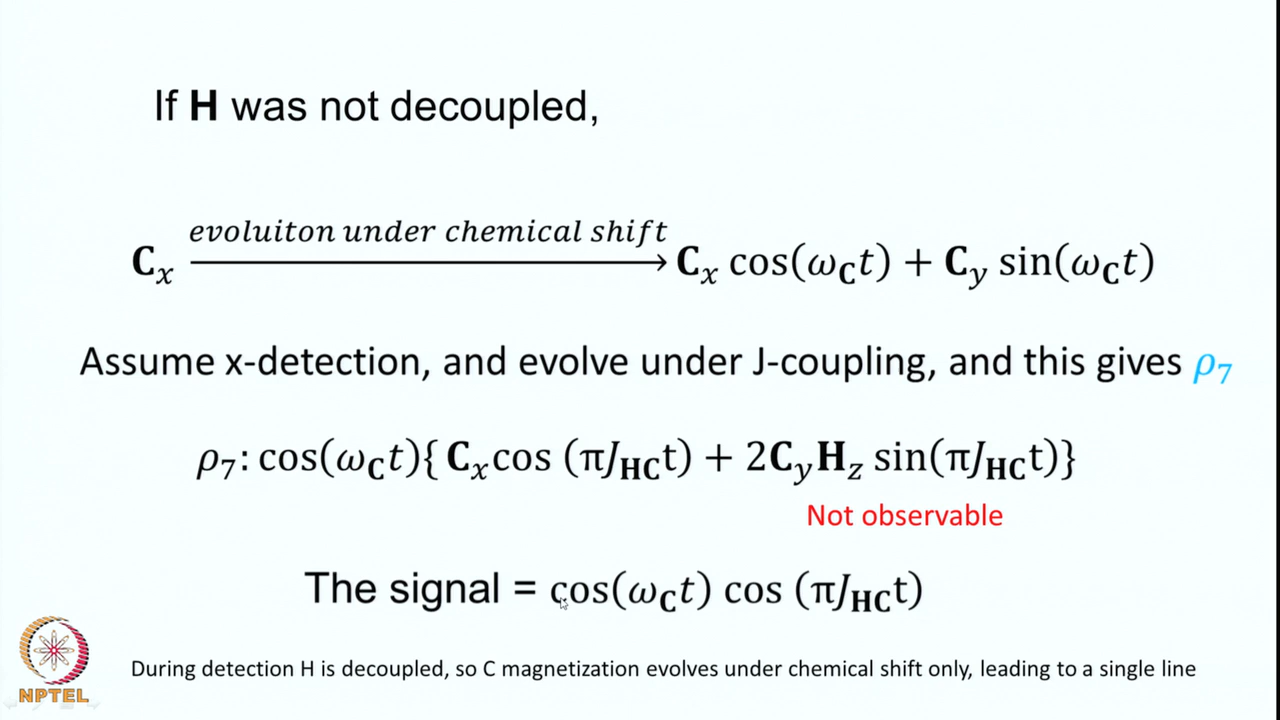 If H was not decoupled,
evoluiton under chemical shift
Cₓ ⟶ Cₓ cos(ω_C t) + C_y sin(ω_C t)
Assume x-detection, and evolve under J-coupling, and this gives ρ₇
ρ₇: cos(ω_C t){ Cₓcos (πJ_HC t) + 2C_y H_z sin(πJ_HC t)}
Not observable
The signal = cos(ω_C t) cos (πJ_HC t)
During detection H is decoupled, so C magnetization evolves under chemical shift only, leading to a single line
NPTEL